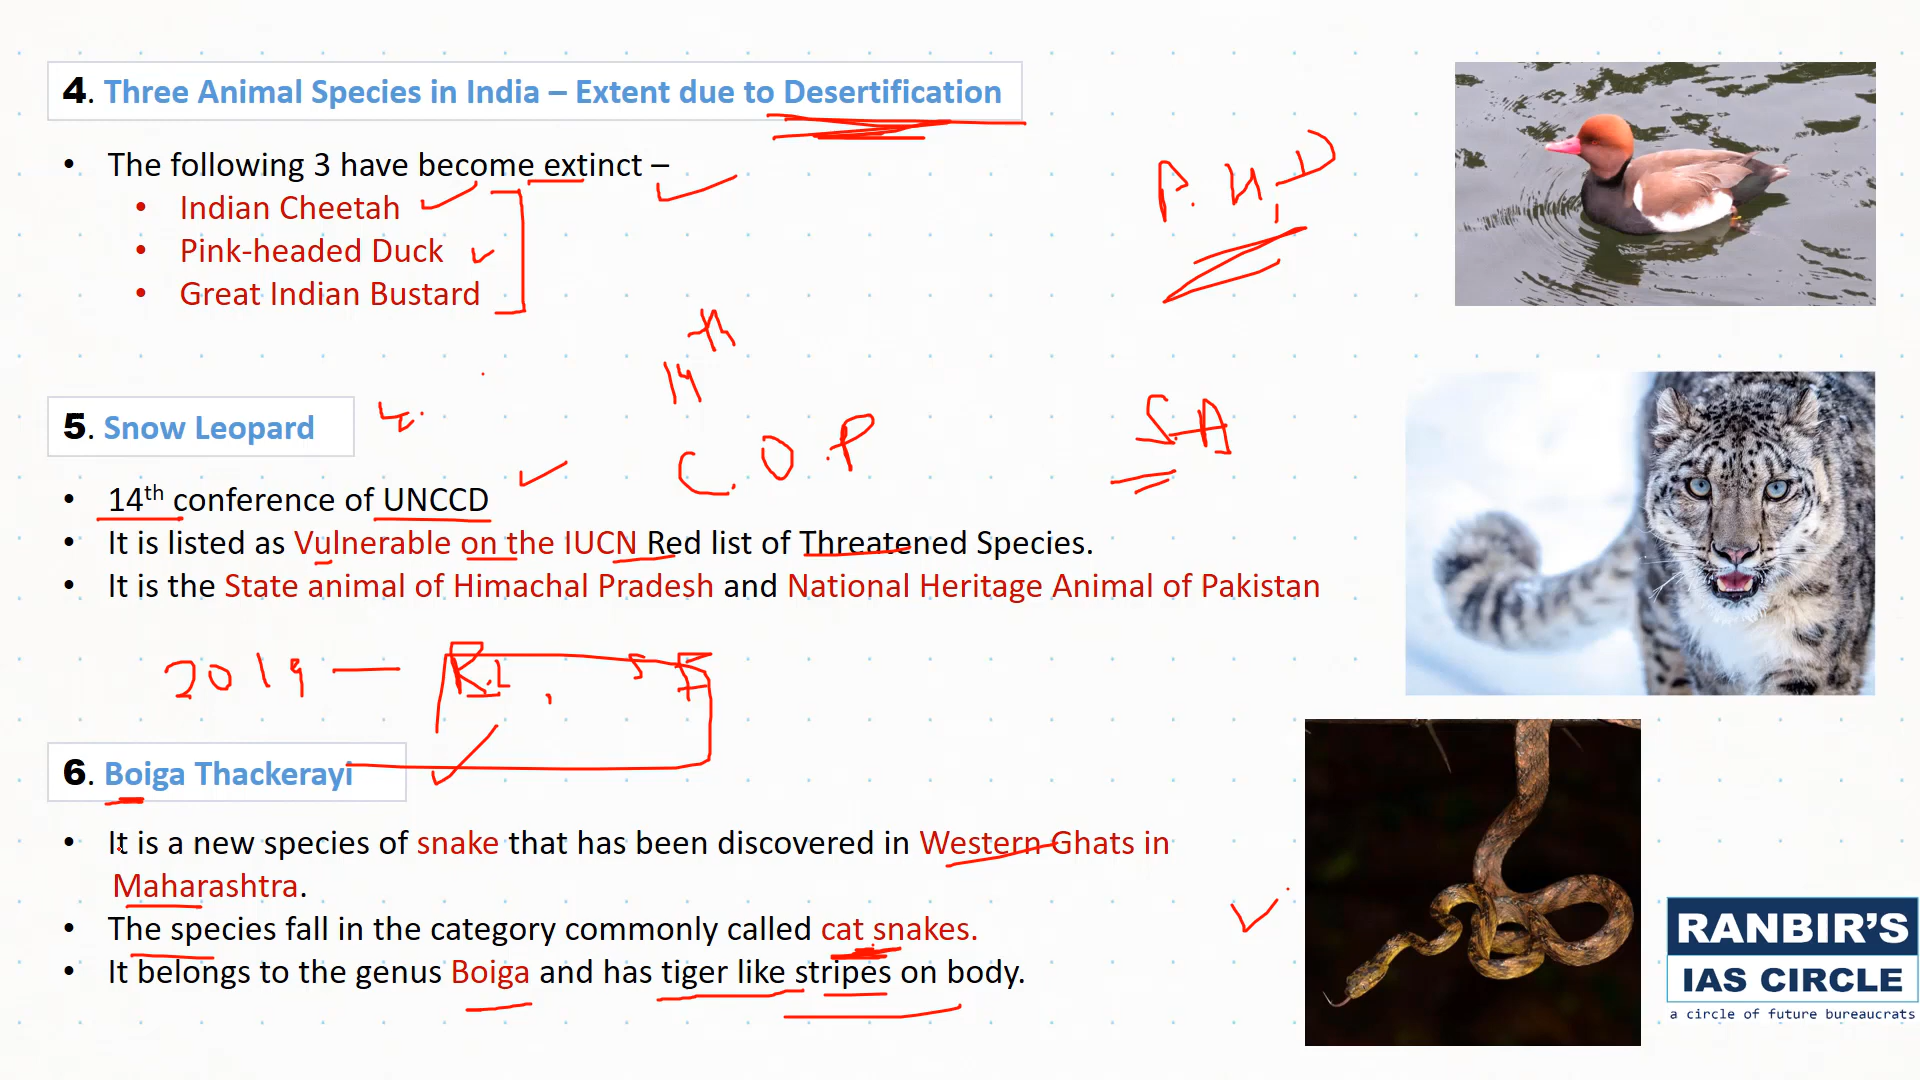 4. Three Animal Species in India – Extent due to Desertification
• The following 3 have become extinct –
• Indian Cheetah
• Pink-headed Duck
• Great Indian Bustard
P. H. D
14th
C. O. P
S. A
5. Snow Leopard
• 14th conference of UNCCD
• It is listed as Vulnerable on the IUCN Red list of Threatened Species.
• It is the State animal of Himachal Pradesh and National Heritage Animal of Pakistan
2019 —
6. Boiga Thackerayi
• It is a new species of snake that has been discovered in Western Ghats in
Maharashtra.
• The species fall in the category commonly called cat snakes.
• It belongs to the genus Boiga and has tiger like stripes on body.
RANBIR'S
IAS CIRCLE
a circle of future bureaucrats